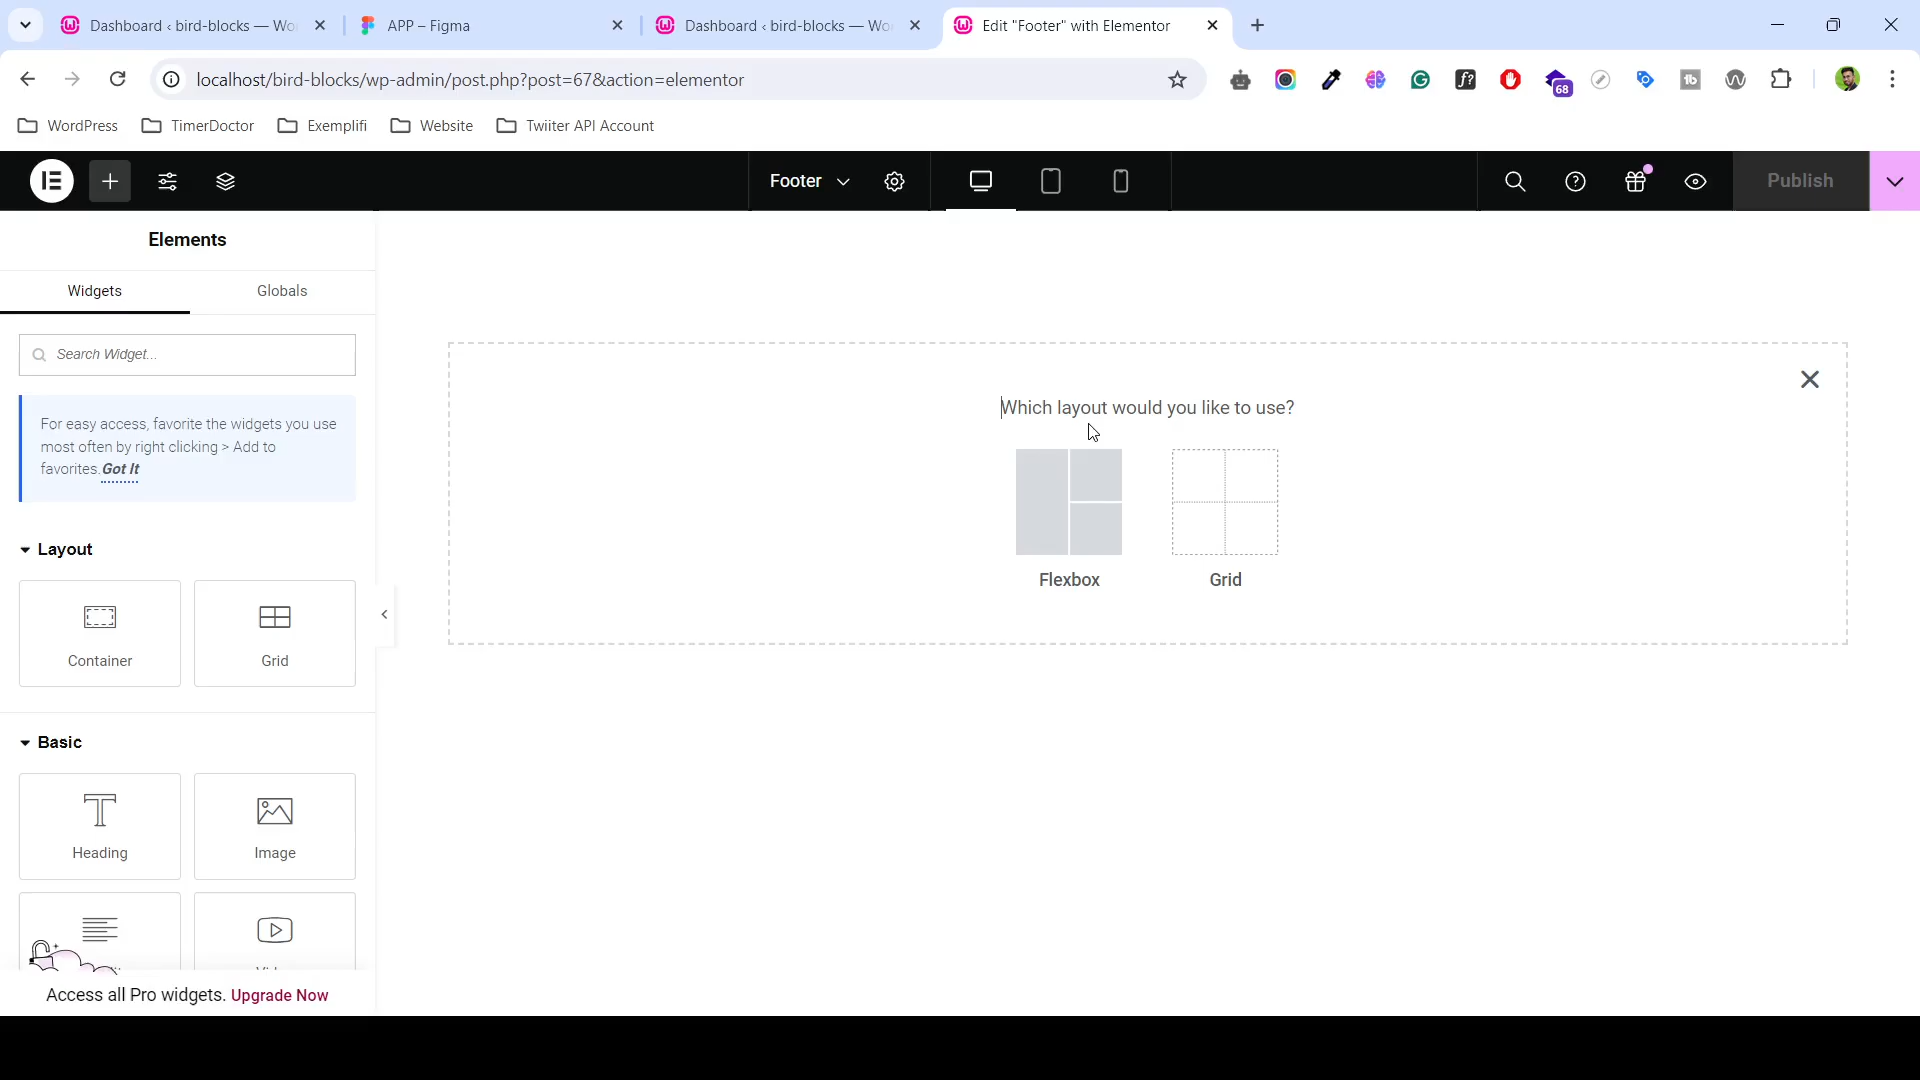 Dashboard ‹ bird-blocks — Wo
APP – Figma
Dashboard ‹ bird-blocks — Wo
Edit "Footer" with Elementor
localhost/bird-blocks/wp-admin/post.php?post=67&action=elementor
68
WordPress
TimerDoctor
Exemplifi
Website
Twiiter API Account
Footer
Publish
Elements
Widgets
Globals
Search Widget...
For easy access, favorite the widgets you use
most often by right clicking > Add to
favorites. Got It
Which layout would you like to use?
Flexbox
Grid
Layout
Container
Grid
Basic
Heading
Image
Access all Pro widgets. Upgrade Now